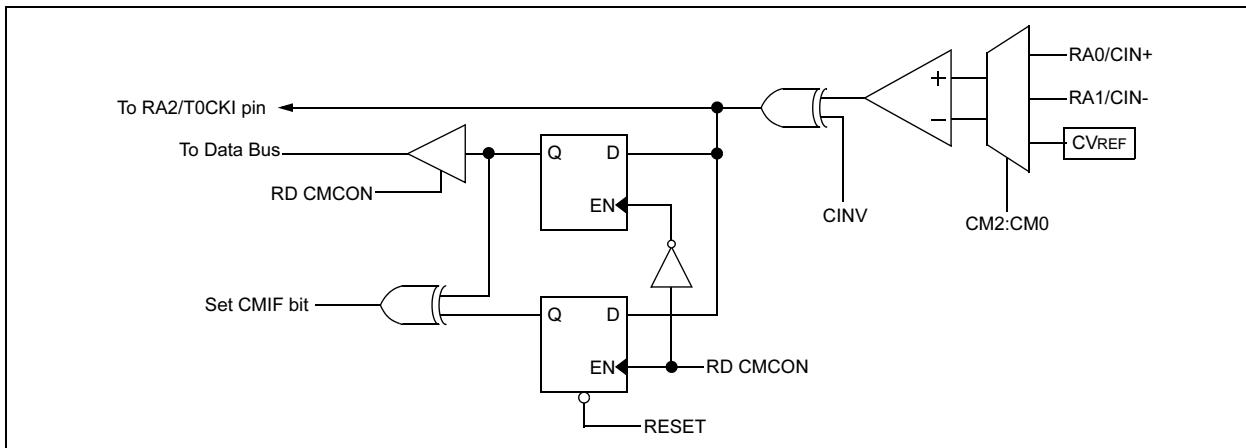 RA0/CIN+
To RA2/T0CKI pin
RA1/CIN-
+
−
To Data Bus
Q D
CVREF
RD CMCON
EN
CINV
CM2:CM0
Set CMIF bit
Q D
EN
RD CMCON
RESET